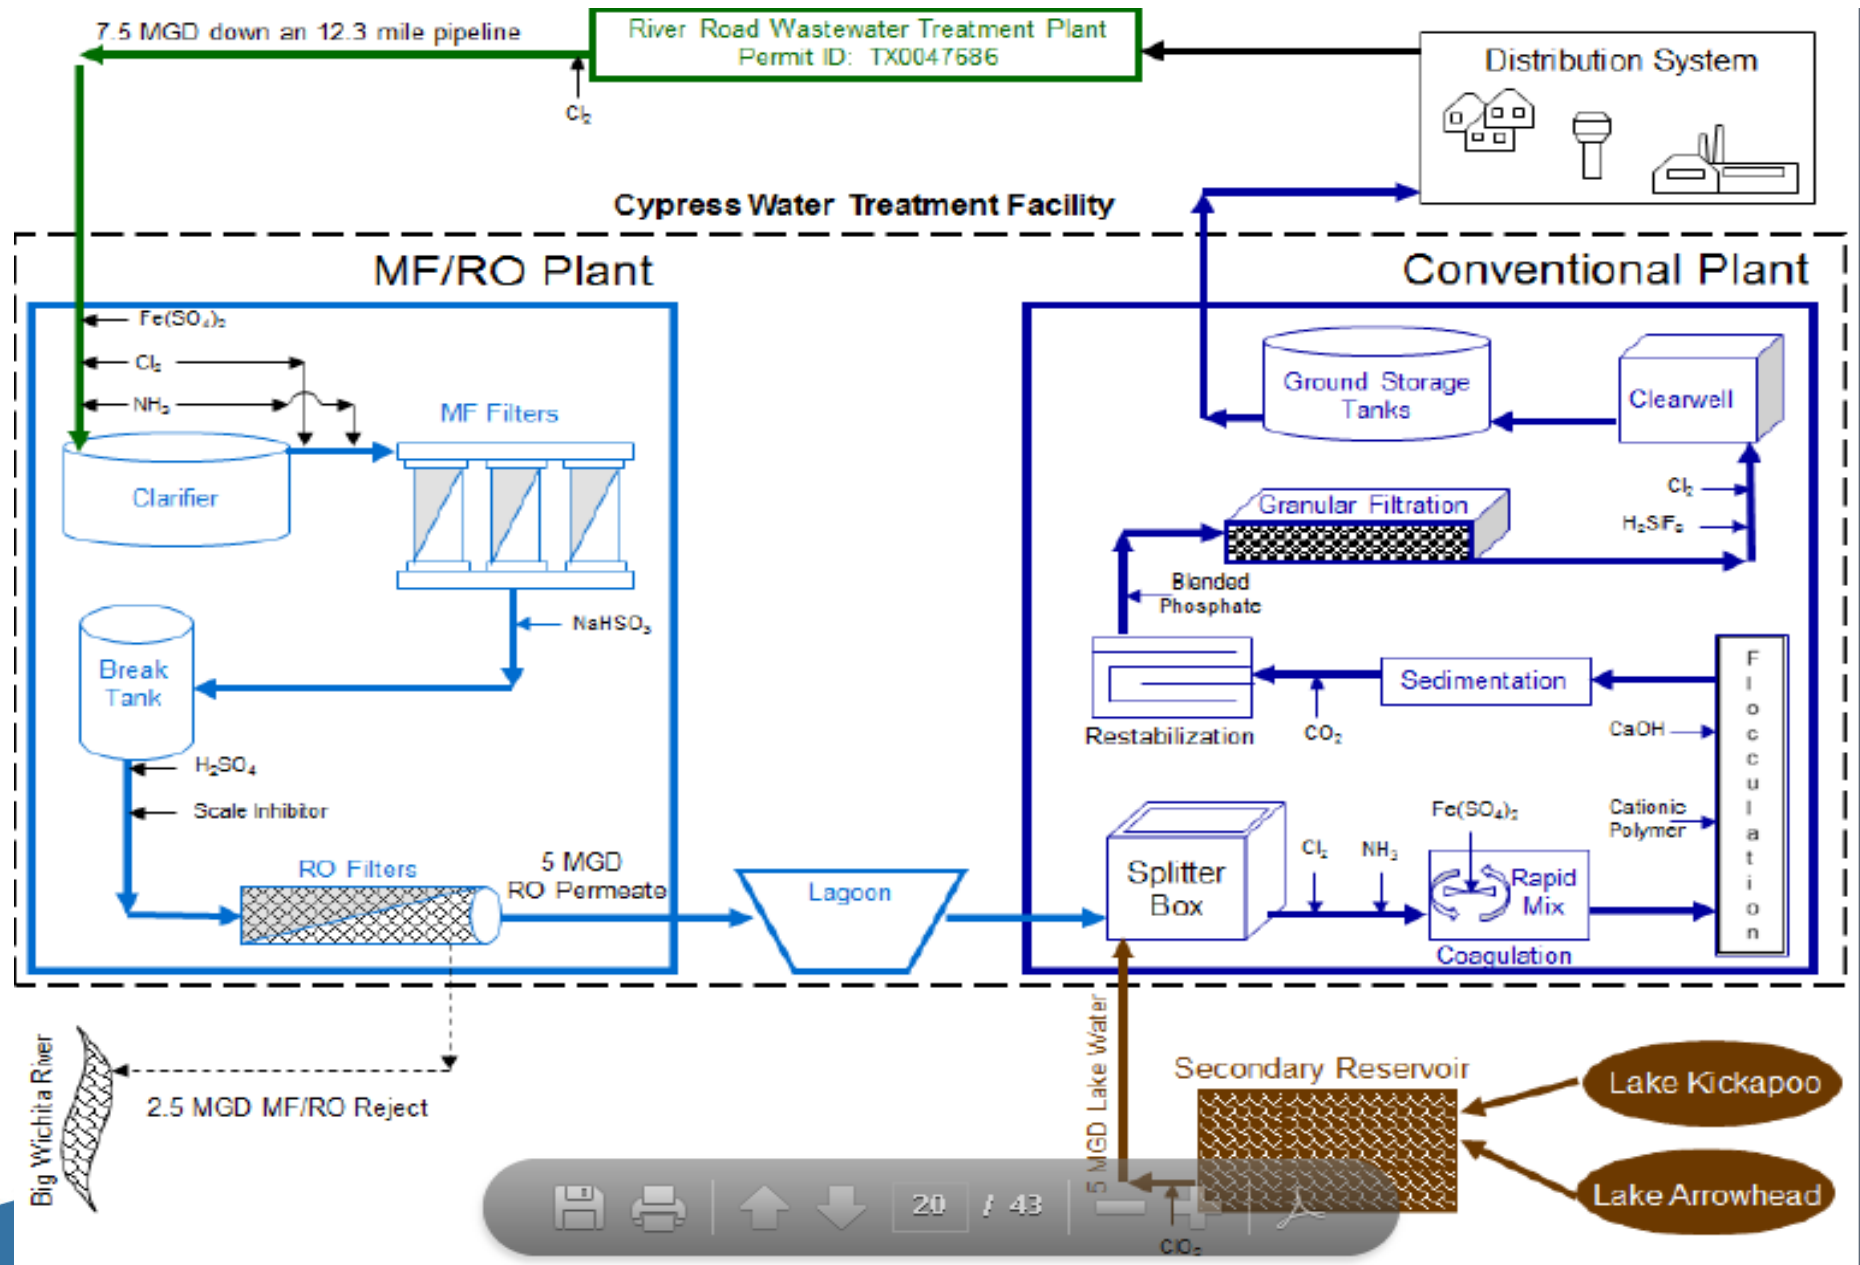 7.5 MGD down an 12.3 mile pipeline
River Road Wastewater Treatment Plant
Permit ID: TX0047686
Cl₂
Distribution System
Cypress Water Treatment Facility
MF/RO Plant
Fe(SO₄)₂
Cl₂
NH₃
Clarifier
MF Filters
NaHSO₃
Break
Tank
H₂SO₄
Scale Inhibitor
RO Filters
5 MGD
RO Permeate
Lagoon
Conventional Plant
Ground Storage
Tanks
Clearwell
Cl₂
H₂SiF₆
Granular Filtration
Blended
Phosphate
Restabilization
CO₂
Sedimentation
Flocculation
CaOH
Cationic
Polymer
Fe(SO₄)₂
Rapid
Mix
Coagulation
Cl₂
NH₃
Splitter
Box
Big Wichita River
2.5 MGD MF/RO Reject
5 MGD Lake Water
Secondary Reservoir
Lake Kickapoo
Lake Arrowhead
ClO₂
20 / 43